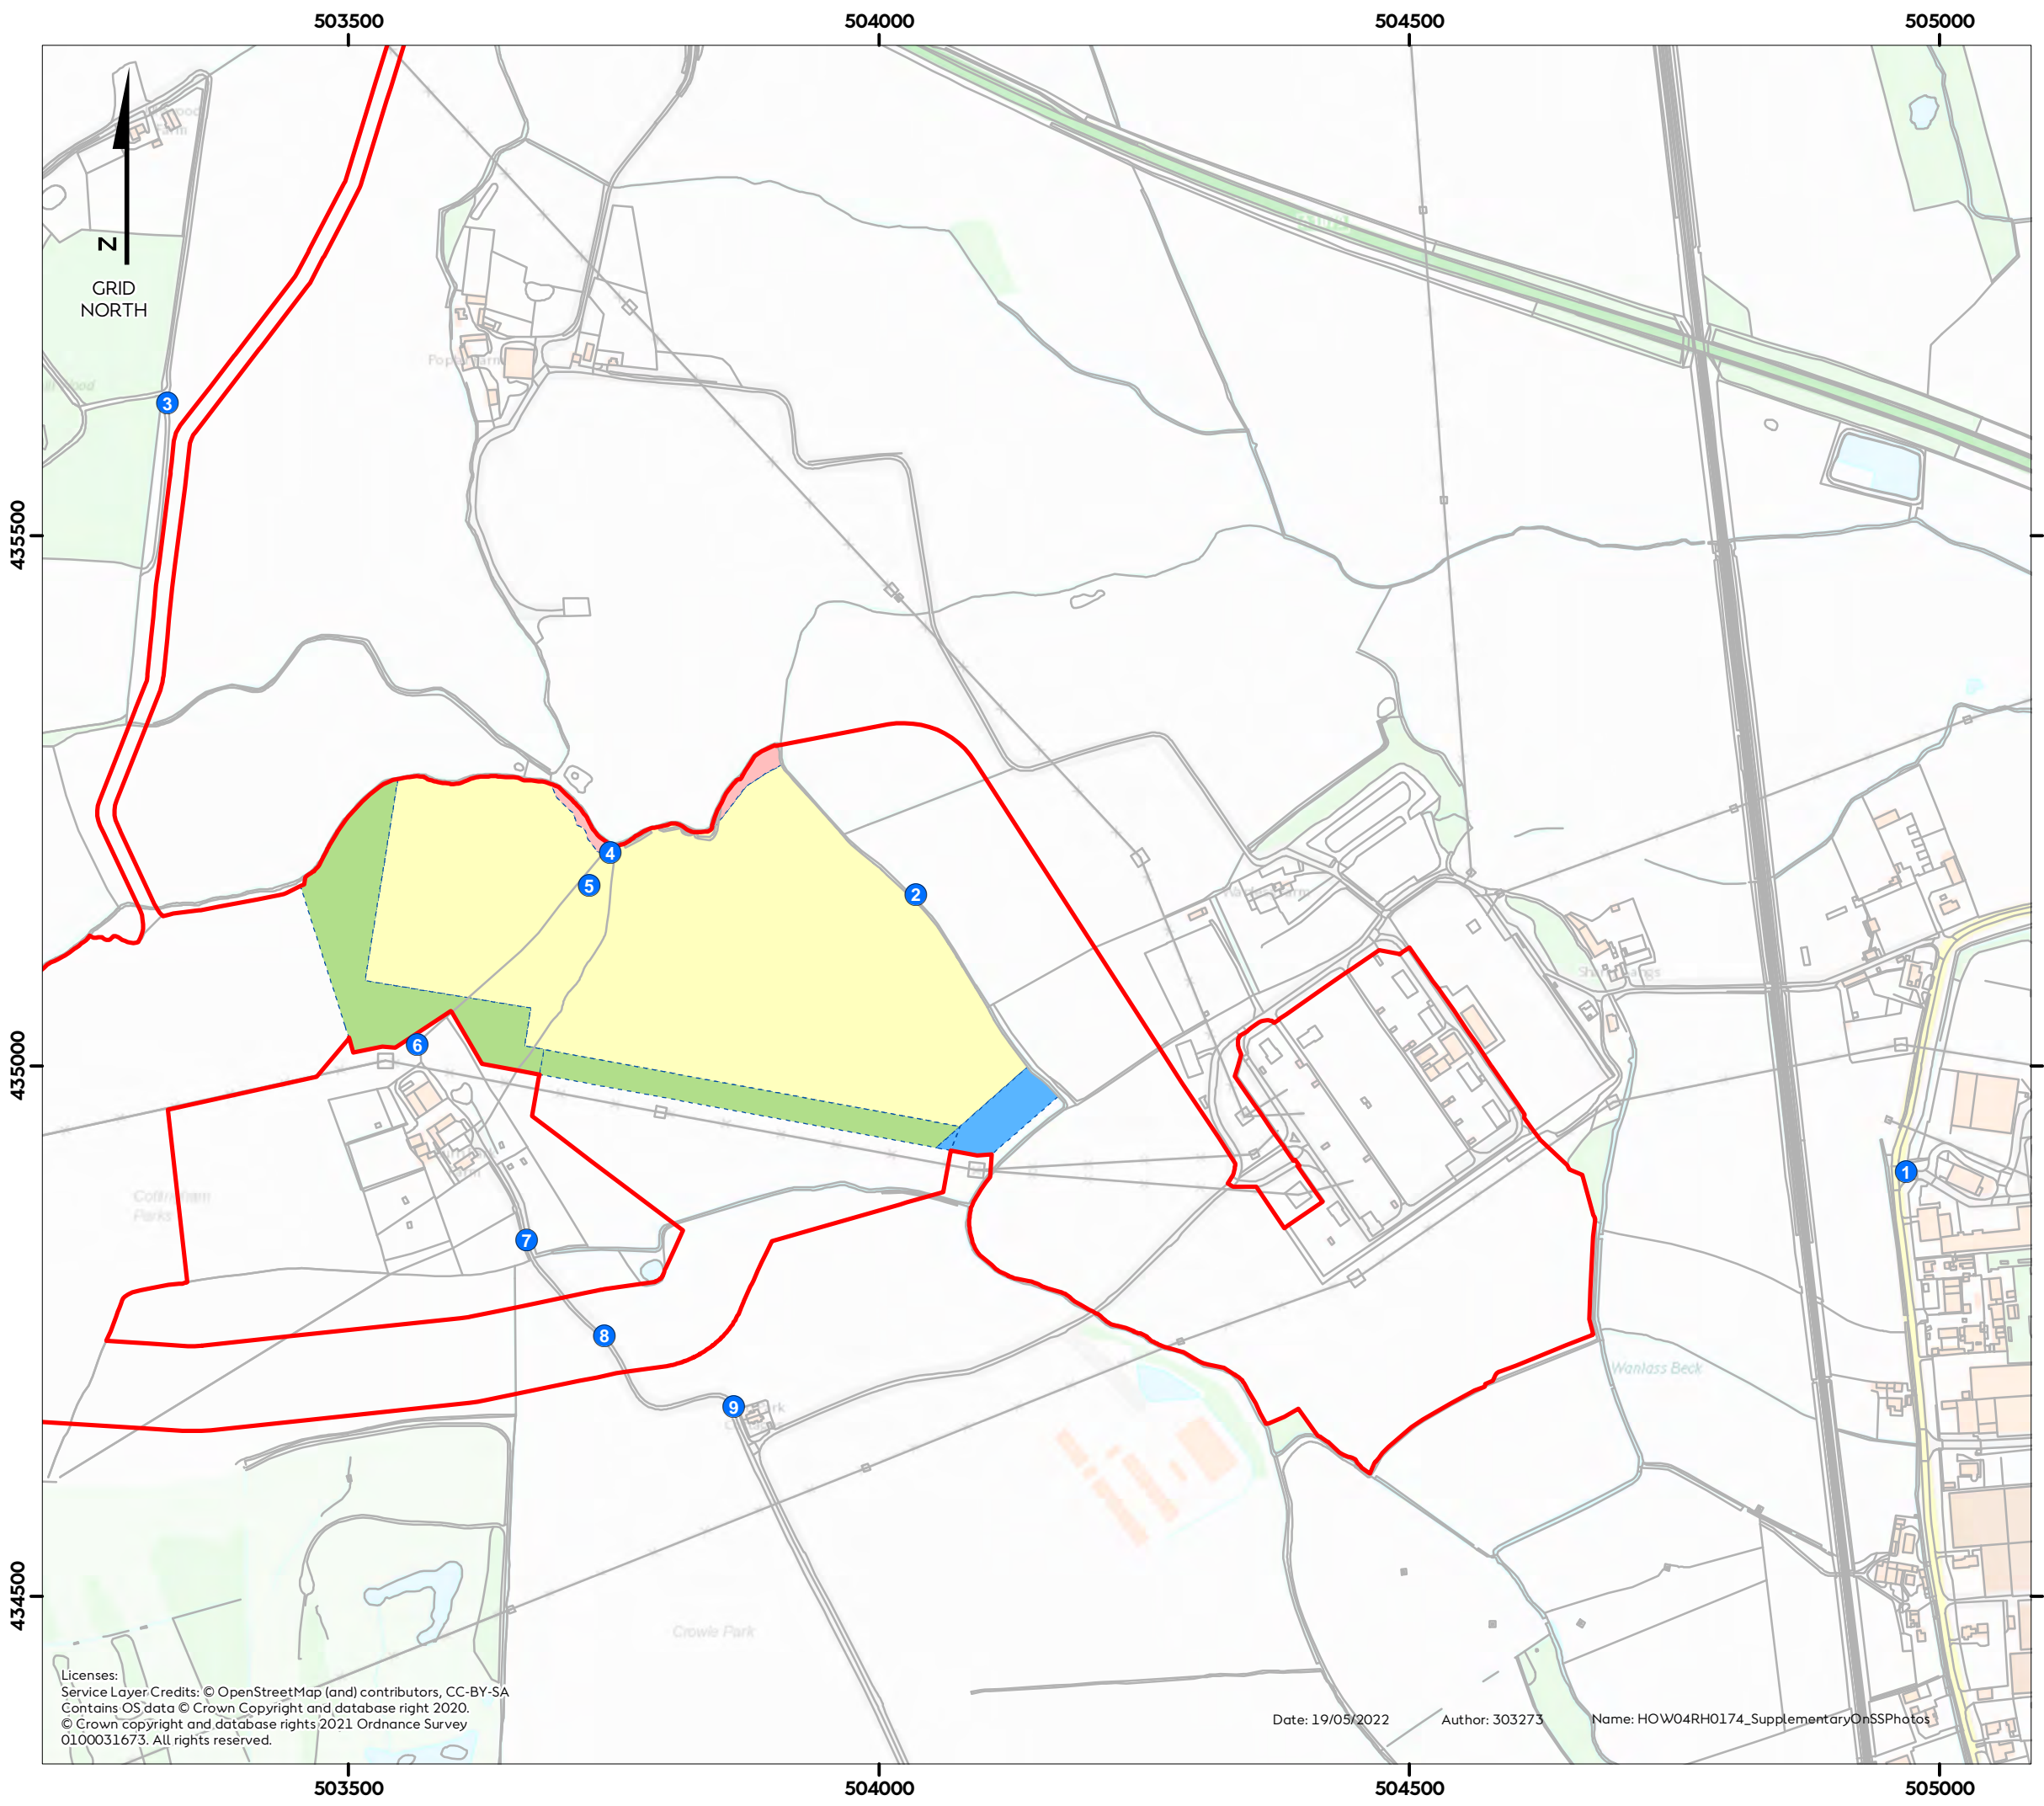 503500
504000
504500
505000
Farm
N
GRID
NORTH
3
435500
4
5
2
435000
6
1
Collingham
Parks
7
8
Wanlass Beck
9
434500
Crowle Park
Licenses:
Service Layer Credits: © OpenStreetMap (and) contributors, CC-BY-SA
Contains OS data © Crown Copyright and database right 2020.
© Crown copyright and database rights 2021 Ordnance Survey
0100031673. All rights reserved.
Date: 19/05/2022
Author: 303273
Name: HOW04RH0174_SupplementaryOnSSPhotos
503500
504000
504500
505000